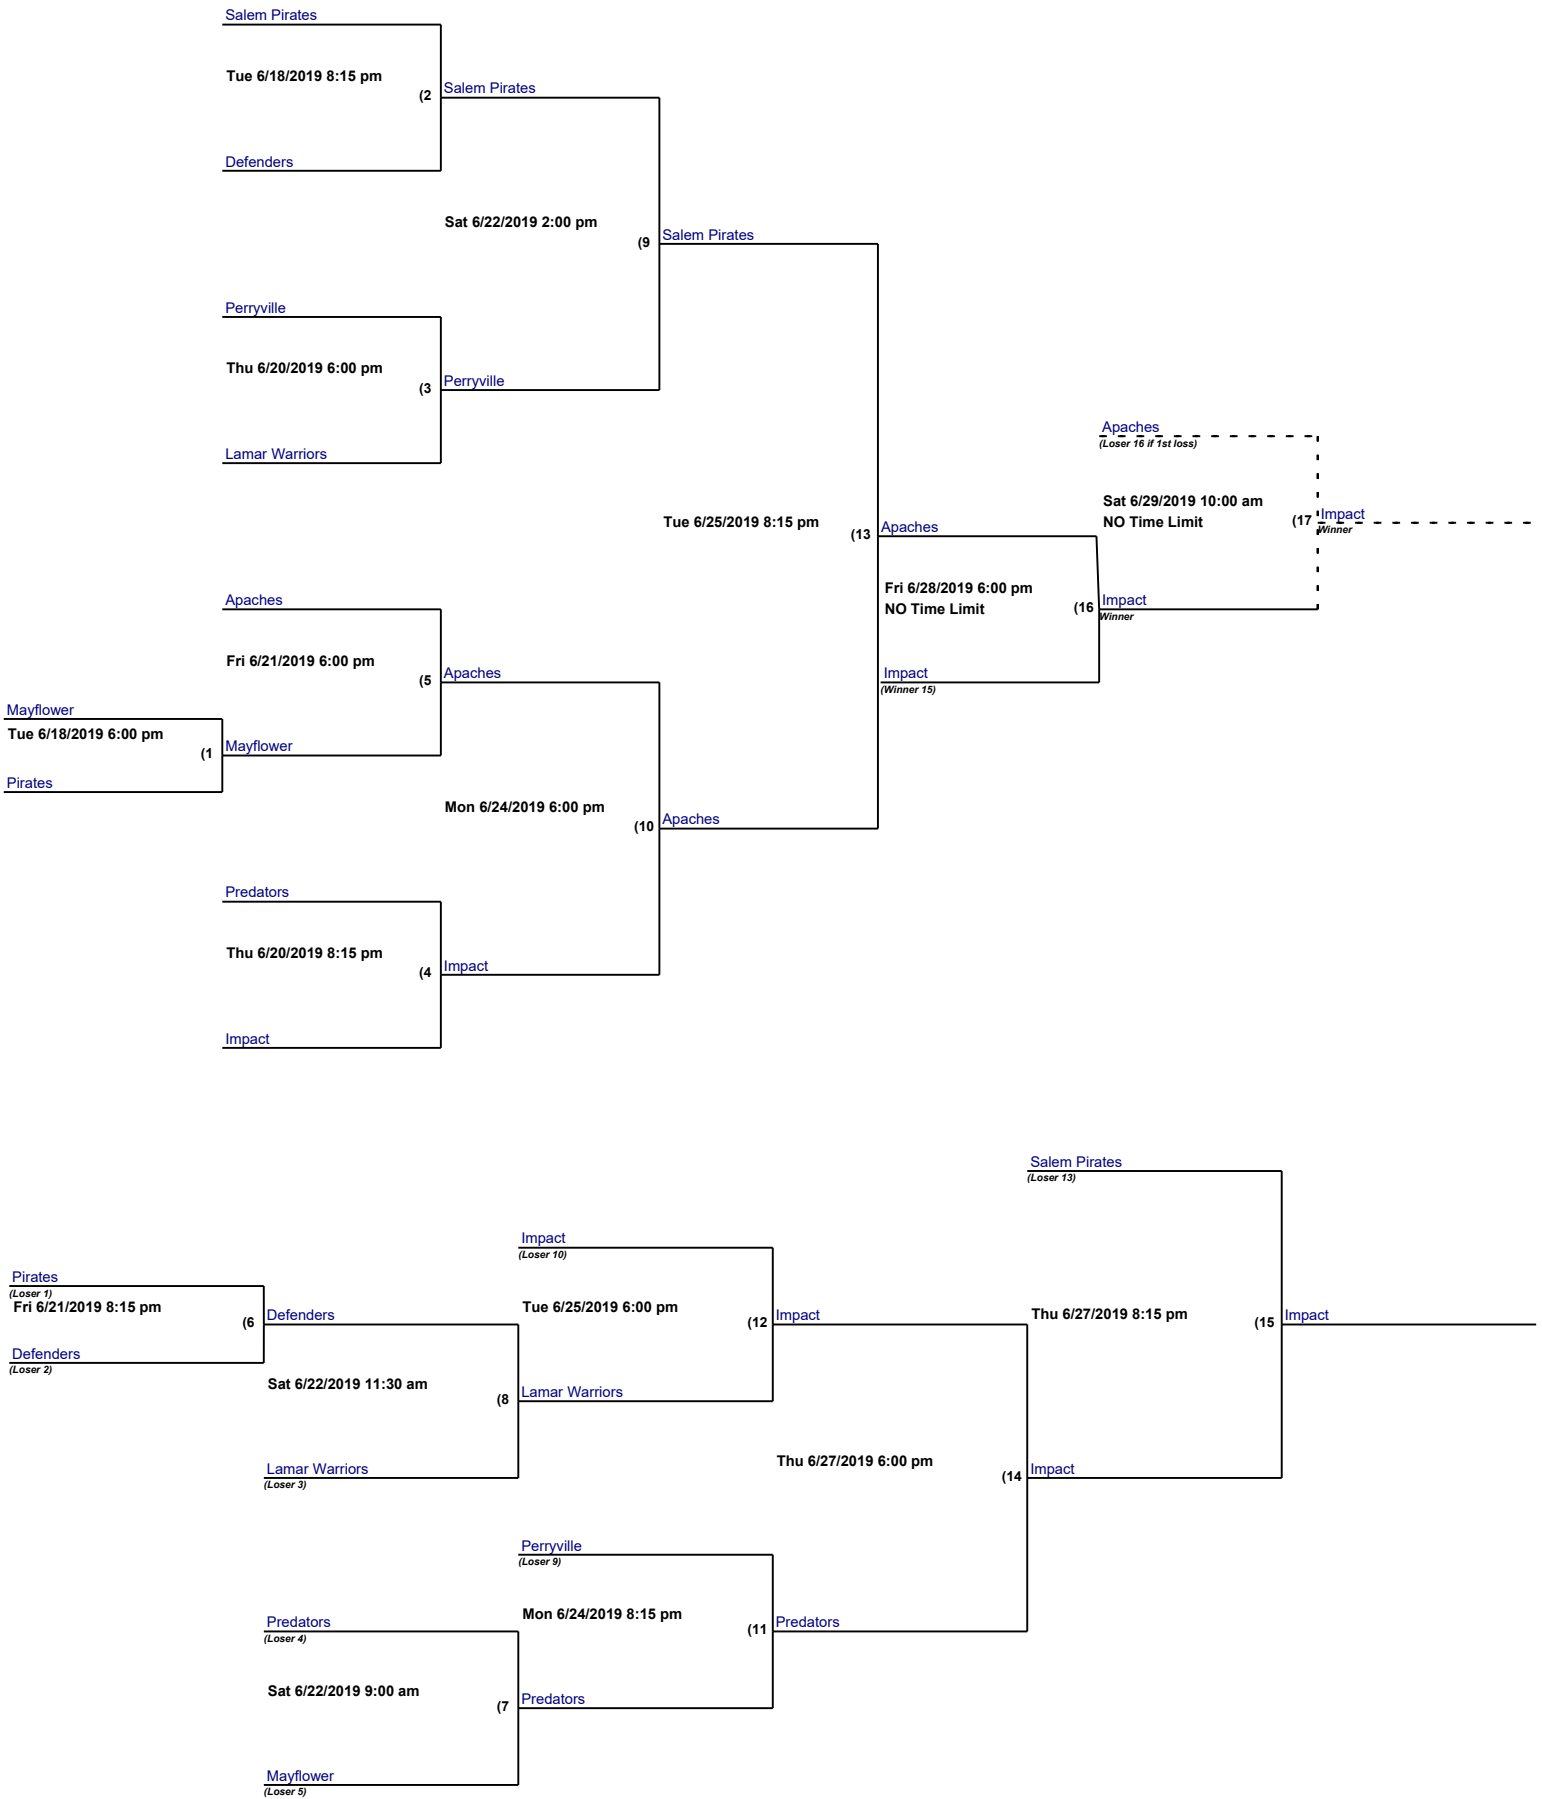 Salem Pirates
Tue 6/18/2019 8:15 pm
(2
Salem Pirates
Defenders
Sat 6/22/2019 2:00 pm
(9
Salem Pirates
Perryville
Thu 6/20/2019 6:00 pm
(3
Perryville
Lamar Warriors
Apaches
(Loser 16 if 1st loss)
Sat 6/29/2019 10:00 am
NO Time Limit
(17
Impact
Winner
Tue 6/25/2019 8:15 pm
(13
Apaches
Fri 6/28/2019 6:00 pm
NO Time Limit
(16
Impact
Winner
Apaches
Fri 6/21/2019 6:00 pm
(5
Apaches
Impact
(Winner 15)
Mayflower
Tue 6/18/2019 6:00 pm
(1
Mayflower
Pirates
Mon 6/24/2019 6:00 pm
(10
Apaches
Predators
Thu 6/20/2019 8:15 pm
(4
Impact
Impact
Salem Pirates
(Loser 13)
Impact
(Loser 10)
Pirates
(Loser 1)
Fri 6/21/2019 8:15 pm
(6
Defenders
Tue 6/25/2019 6:00 pm
(12
Impact
Thu 6/27/2019 8:15 pm
(15
Impact
Defenders
(Loser 2)
Sat 6/22/2019 11:30 am
(8
Lamar Warriors
Lamar Warriors
(Loser 3)
Thu 6/27/2019 6:00 pm
(14
Impact
Perryville
(Loser 9)
Mon 6/24/2019 8:15 pm
(11
Predators
Predators
(Loser 4)
Sat 6/22/2019 9:00 am
(7
Predators
Mayflower
(Loser 5)